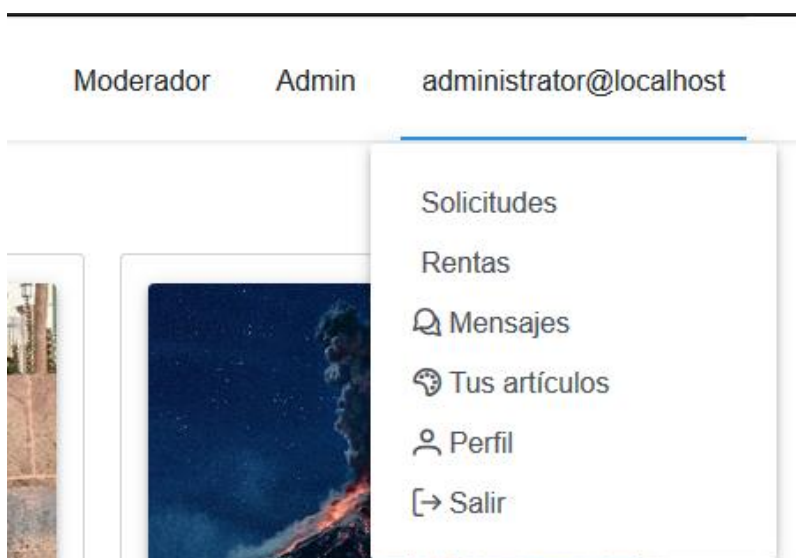 Moderador Admin administrator@localhost
Solicitudes
Rentas
Mensajes
Tus artículos
Perfil
Salir